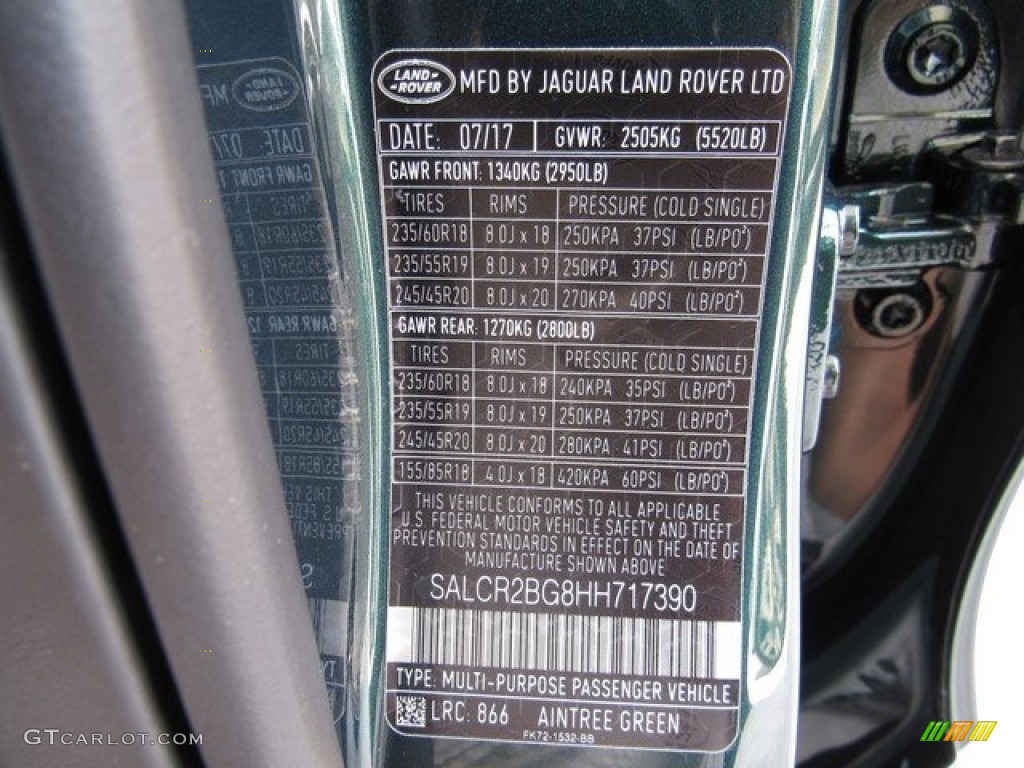 LAND ROVER MFD BY JAGUAR LAND ROVER LTD
DATE: 07/17 GVWR: 2505KG (5520LB)
GAWR FRONT: 1340KG (2950LB)
TIRES RIMS PRESSURE (COLD SINGLE)
235/60R18 8.0J x 18 250KPA 37PSI (LB/PO²)
235/55R19 8.0J x 19 250KPA 37PSI (LB/PO²)
245/45R20 8.0J x 20 270KPA 40PSI (LB/PO²)
GAWR REAR: 1270KG (2800LB)
TIRES RIMS PRESSURE (COLD SINGLE)
235/60R18 8.0J x 18 240KPA 35PSI (LB/PO²)
235/55R19 8.0J x 19 250KPA 37PSI (LB/PO²)
245/45R20 8.0J x 20 280KPA 41PSI (LB/PO²)
155/85R18 4.0J x 18 420KPA 60PSI (LB/PO²)
THIS VEHICLE CONFORMS TO ALL APPLICABLE
U.S. FEDERAL MOTOR VEHICLE SAFETY AND THEFT
PREVENTION STANDARDS IN EFFECT ON THE DATE OF
MANUFACTURE SHOWN ABOVE
SALCR2BG8HH717390
TYPE: MULTI-PURPOSE PASSENGER VEHICLE
LRC: 866 AINTREE GREEN
FK72-1532-BB
GTCARLOT.COM